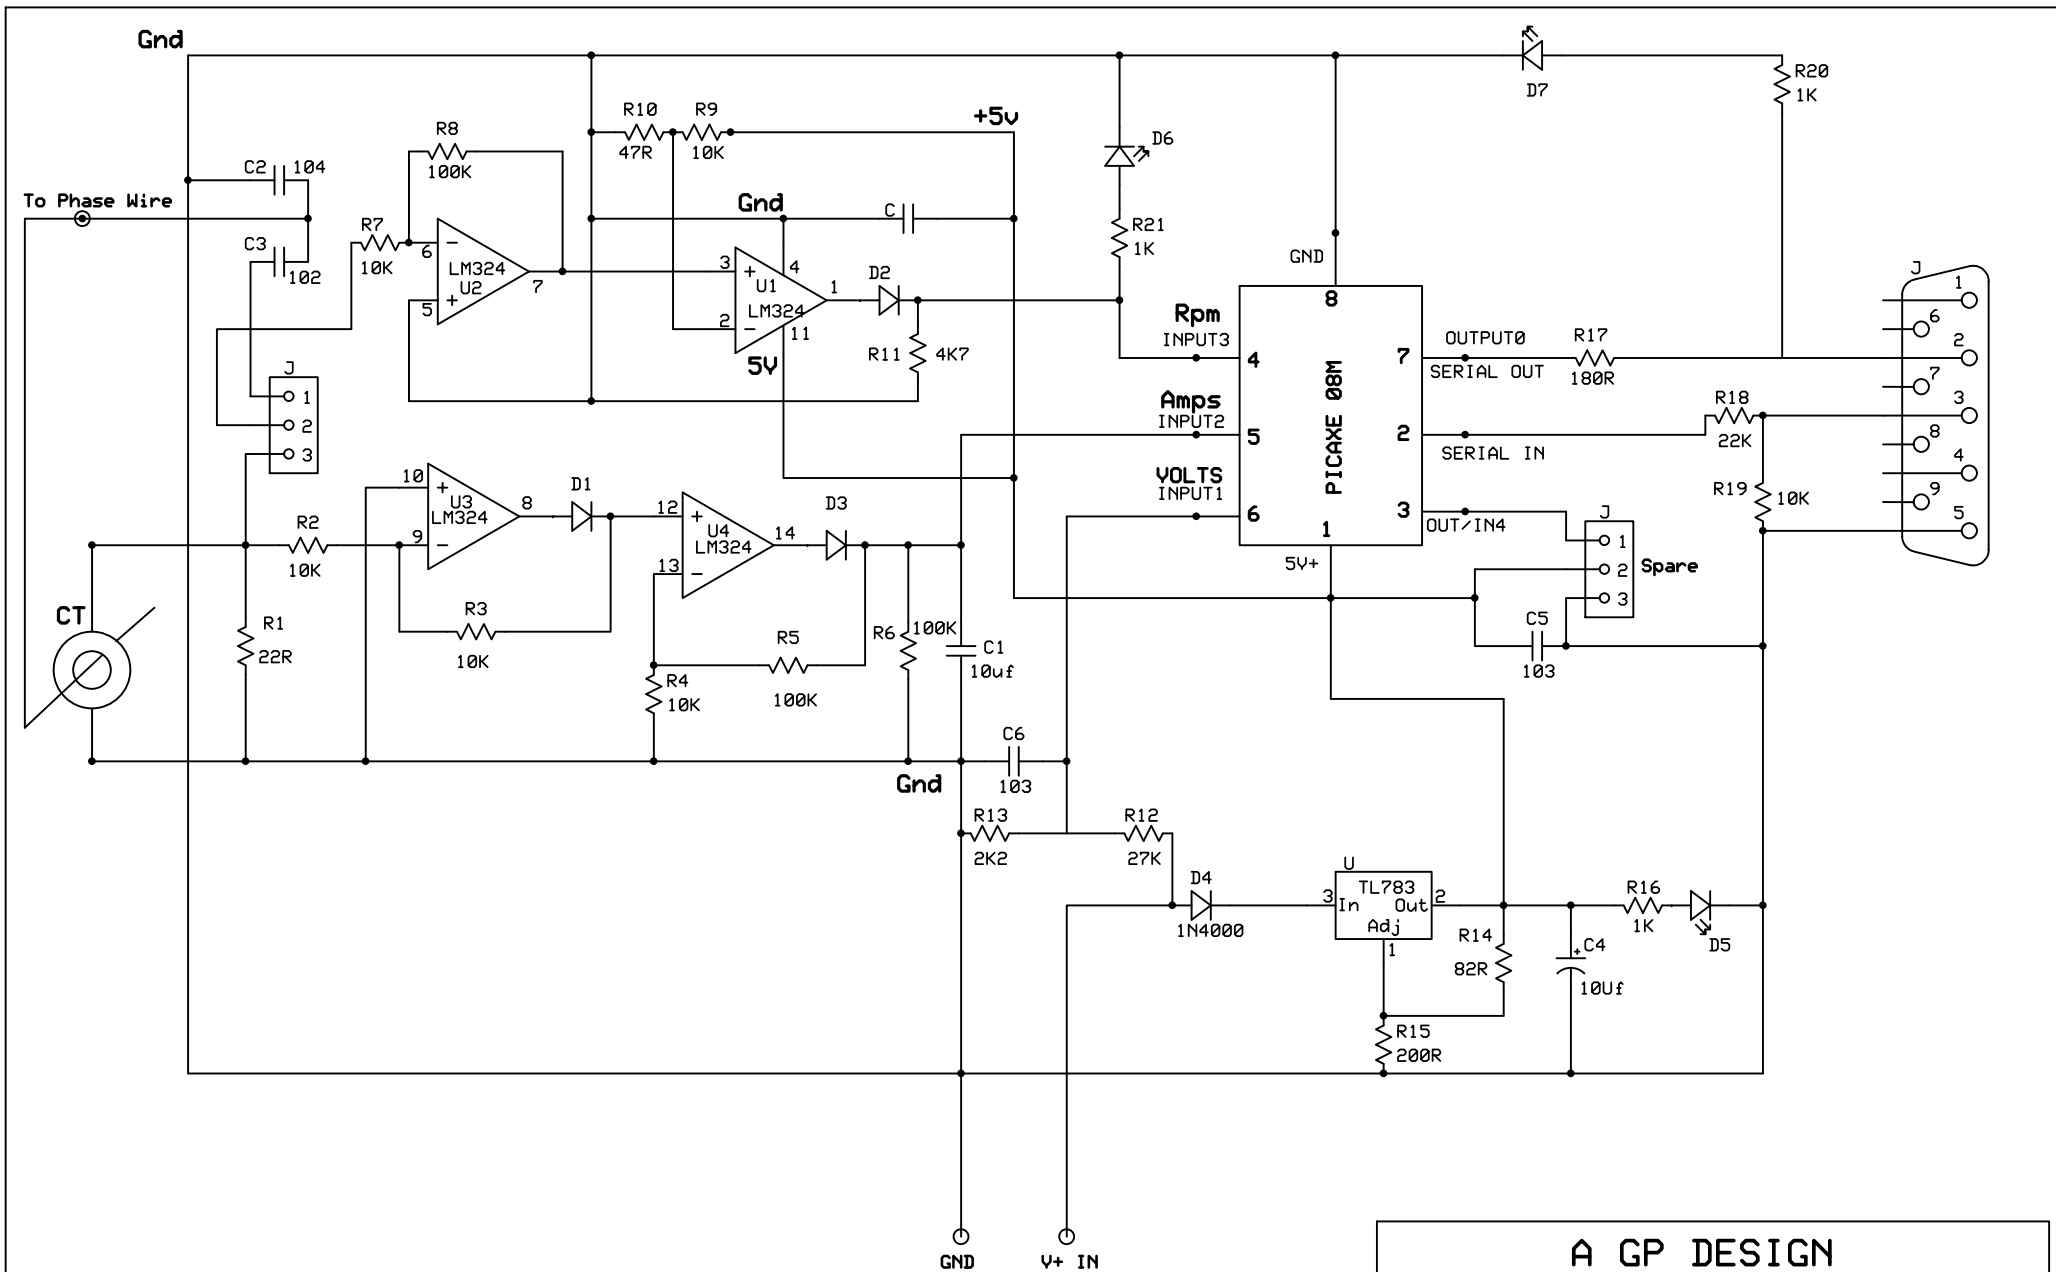 Gnd
D7
R20
1K
R10
R9
+5v
47R
10K
R8
100K
D6
C2
104
To Phase Wire
Gnd
C
R7
C3
10K
102
6
-
LM324
U2
7
5
+
R21
1K
GND
8
3
+
4
U1
LM324
2
-
11
1
D2
R11
4K7
5V
Rpm
INPUT3
4
Amps
INPUT2
5
VOLTS
INPUT1
6
PICAXE 08M
1
5V+
7
OUTPUT0
SERIAL OUT
R17
180R
2
SERIAL IN
R18
22K
3
OUT/IN4
R19
10K
J
1
6
2
7
3
8
4
9
5
J
1
2
3
J
1
2
3
Spare
C5
103
10
+
U3
LM324
9
-
8
D1
R2
10K
R3
10K
12
+
U4
LM324
13
-
14
D3
CT
R1
22R
R4
10K
R5
100K
R6
100K
C1
10uf
Gnd
C6
103
R13
2K2
R12
27K
D4
1N4000
U
TL783
3
In
Out
2
Adj
1
R14
82R
R15
200R
+
C4
10Uf
R16
1K
D5
GND
V+ IN
A GP DESIGN